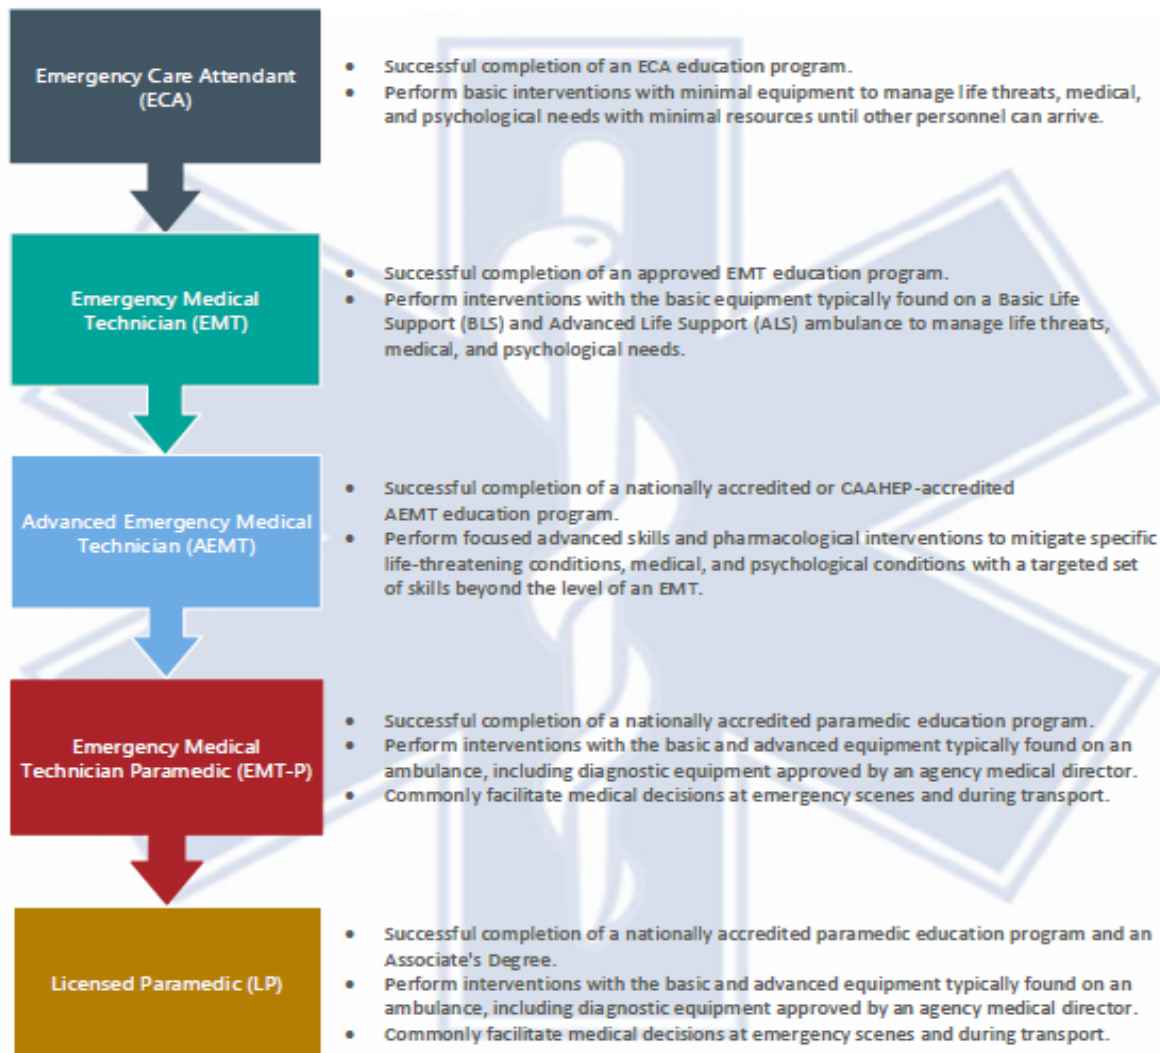 Emergency Care Attendant
(ECA)
• Successful completion of an ECA education program.
• Perform basic interventions with minimal equipment to manage life threats, medical,
and psychological needs with minimal resources until other personnel can arrive.
Emergency Medical
Technician (EMT)
• Successful completion of an approved EMT education program.
• Perform interventions with the basic equipment typically found on a Basic Life
Support (BLS) and Advanced Life Support (ALS) ambulance to manage life threats,
medical, and psychological needs.
Advanced Emergency Medical
Technician (AEMT)
• Successful completion of a nationally accredited or CAAHEP-accredited
AEMT education program.
• Perform focused advanced skills and pharmacological interventions to mitigate specific
life-threatening conditions, medical, and psychological conditions with a targeted set
of skills beyond the level of an EMT.
Emergency Medical
Technician Paramedic (EMT-P)
• Successful completion of a nationally accredited paramedic education program.
• Perform interventions with the basic and advanced equipment typically found on an
ambulance, including diagnostic equipment approved by an agency medical director.
• Commonly facilitate medical decisions at emergency scenes and during transport.
Licensed Paramedic (LP)
• Successful completion of a nationally accredited paramedic education program and an
Associate's Degree.
• Perform interventions with the basic and advanced equipment typically found on an
ambulance, including diagnostic equipment approved by an agency medical director.
• Commonly facilitate medical decisions at emergency scenes and during transport.